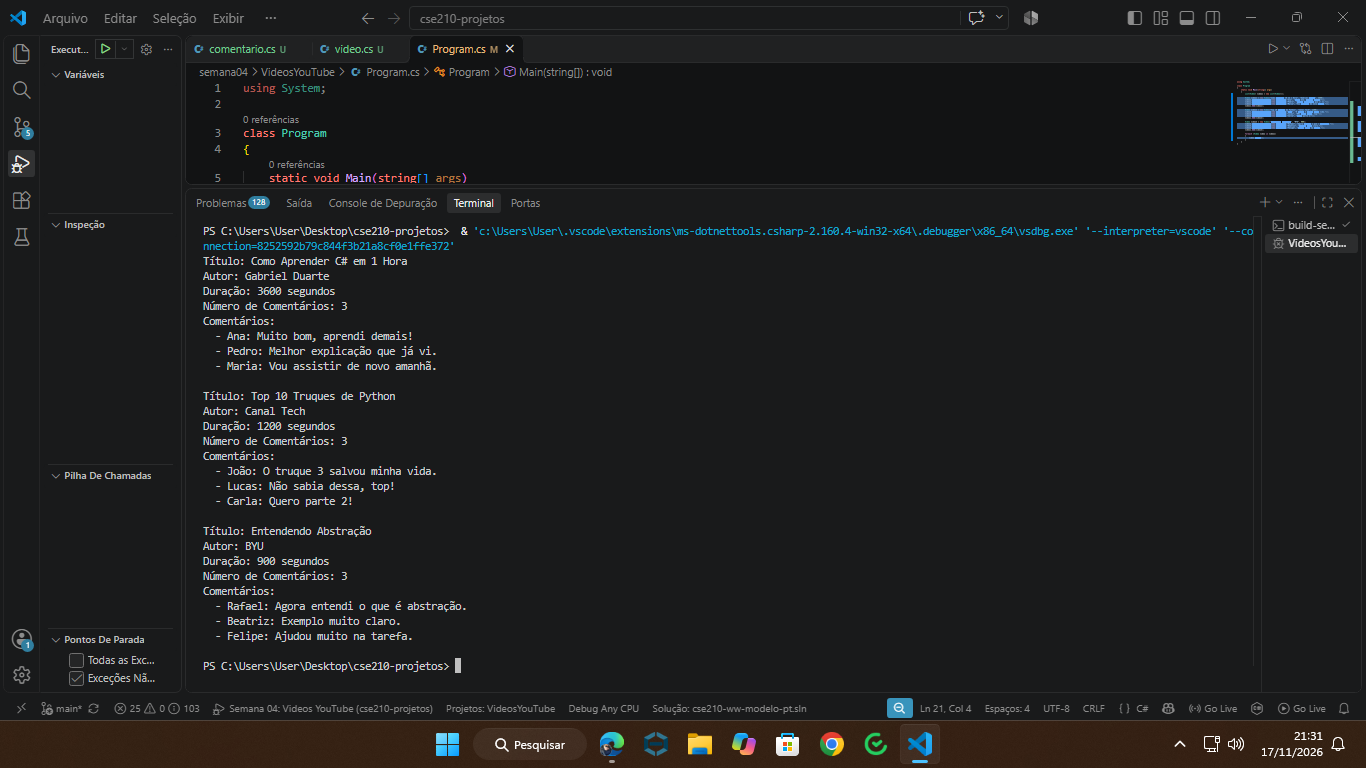 Arquivo Editar Seleção Exibir ··· cse210-projetos
Execut... comentario.cs U video.cs U Program.cs M
Variáveis
semana04 > VideosYouTube > Program.cs > Program > Main(string[]) : void
1 using System;
2
0 referências
3 class Program
4 {
0 referências
5 static void Main(string[] args)
Problemas 128 Saída Console de Depuração Terminal Portas
Inspeção
PS C:\Users\User\Desktop\cse210-projetos> & 'c:\Users\User\.vscode\extensions\ms-dotnettools.csharp-2.160.4-win32-x64\.debugger\x86_64\vsdbg.exe' '--interpreter=vscode' '--co
nnection=8252592b79c844f3b21a8cf0e1ffe372'
build-se...
VideosYou...
Título: Como Aprender C# em 1 Hora
Autor: Gabriel Duarte
Duração: 3600 segundos
Número de Comentários: 3
Comentários:
- Ana: Muito bom, aprendi demais!
- Pedro: Melhor explicação que já vi.
- Maria: Vou assistir de novo amanhã.
Título: Top 10 Truques de Python
Autor: Canal Tech
Duração: 1200 segundos
Número de Comentários: 3
Comentários:
- João: O truque 3 salvou minha vida.
- Lucas: Não sabia dessa, top!
- Carla: Quero parte 2!
Título: Entendendo Abstração
Autor: BYU
Duração: 900 segundos
Número de Comentários: 3
Comentários:
- Rafael: Agora entendi o que é abstração.
- Beatriz: Exemplo muito claro.
- Felipe: Ajudou muito na tarefa.
PS C:\Users\User\Desktop\cse210-projetos>
Pilha De Chamadas
Pontos De Parada
Todas as Exc...
Exceções Nã...
5
1
main* 25 0 103 Semana 04: Videos YouTube (cse210-projetos) Projetos: VideosYouTube Debug Any CPU Solução: cse210-ww-modelo-pt.sln Ln 21, Col 4 Espaços: 4 UTF-8 CRLF {} C# Go Live Go Live
Pesquisar
21:31
17/11/2026